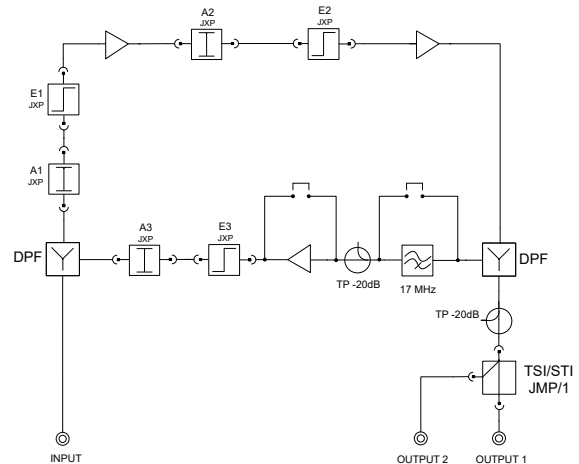 A2
JXP
E2
JXP
E1
JXP
A1
JXP
A3
JXP
E3
JXP
DPF
DPF
TP -20dB
17 MHz
TP -20dB
TSI/STI
JMP/1
INPUT
OUTPUT 2
OUTPUT 1